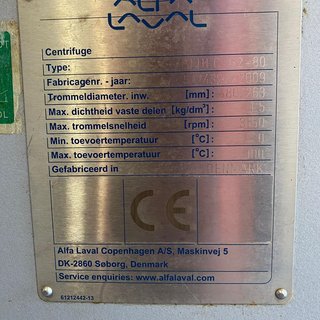 ALFA
LAVAL
Centrifuge
Type:
Fabricagenr. - jaar:
Trommeldiameter. inw. [mm]:
Max. dichtheid vaste delen [kg/dm³]:
Max. trommelsnelheid [rpm]:
Min. toevoertemperatuur [°C]:
Max. toevoertemperatuur [°C]:
Gefabriceerd in
CE
Alfa Laval Copenhagen A/S, Maskinvej 5
DK-2860 Søborg, Denmark
Service enquiries: www.alfalaval.com
61212442-13